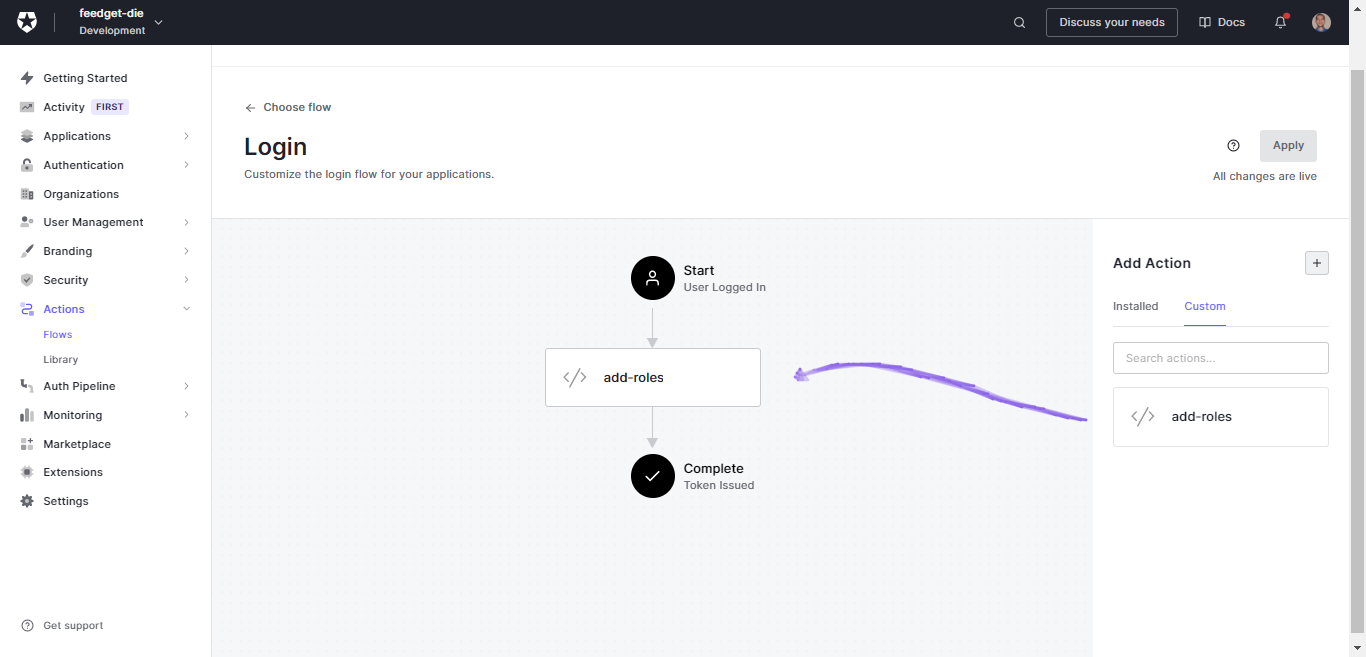 feedget-die
Development
Discuss your needs
Docs
Getting Started
Activity FIRST
Applications
Authentication
Organizations
User Management
Branding
Security
Actions
Flows
Library
Auth Pipeline
Monitoring
Marketplace
Extensions
Settings
Get support
Choose flow
Login
Customize the login flow for your applications.
Apply
All changes are live
Start
User Logged In
add-roles
Complete
Token Issued
Add Action
Installed Custom
Search actions...
add-roles